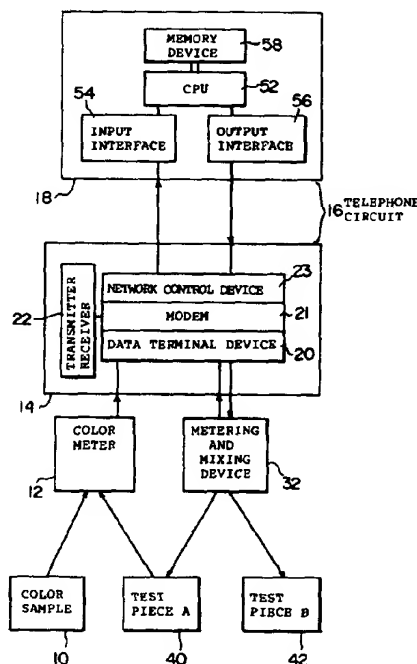 MEMORY DEVICE
58
CPU
52
54
56
INPUT INTERFACE
OUTPUT INTERFACE
18
16 TELEPHONE CIRCUIT
22
TRANSMITTER RECEIVER
NETWORK CONTROL DEVICE
23
MODEM
21
DATA TERMINAL DEVICE
20
14
COLOR METER
12
METERING AND MIXING DEVICE
32
COLOR SAMPLE
10
TEST PIECE A
40
TEST PIECE B
42